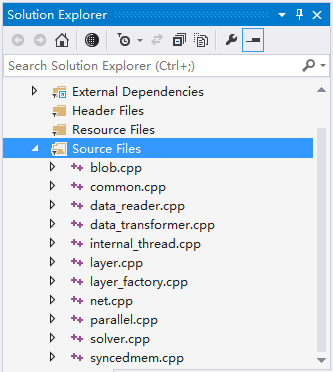 Solution Explorer
Search Solution Explorer (Ctrl+;)
External Dependencies
Header Files
Resource Files
Source Files
blob.cpp
common.cpp
data_reader.cpp
data_transformer.cpp
internal_thread.cpp
layer.cpp
layer_factory.cpp
net.cpp
parallel.cpp
solver.cpp
syncedmem.cpp